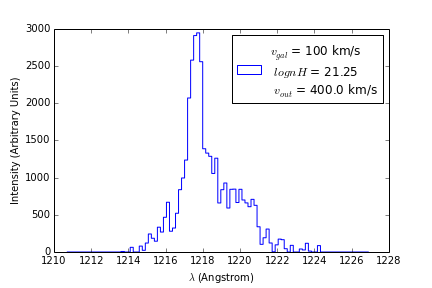 3000
2500
2000
1500
1000
500
0
Intensity (Arbitrary Units)
v_gal = 100 km/s
lognH = 21.25
v_out = 400.0 km/s
1210 1212 1214 1216 1218 1220 1222 1224 1226 1228
λ (Angstrom)